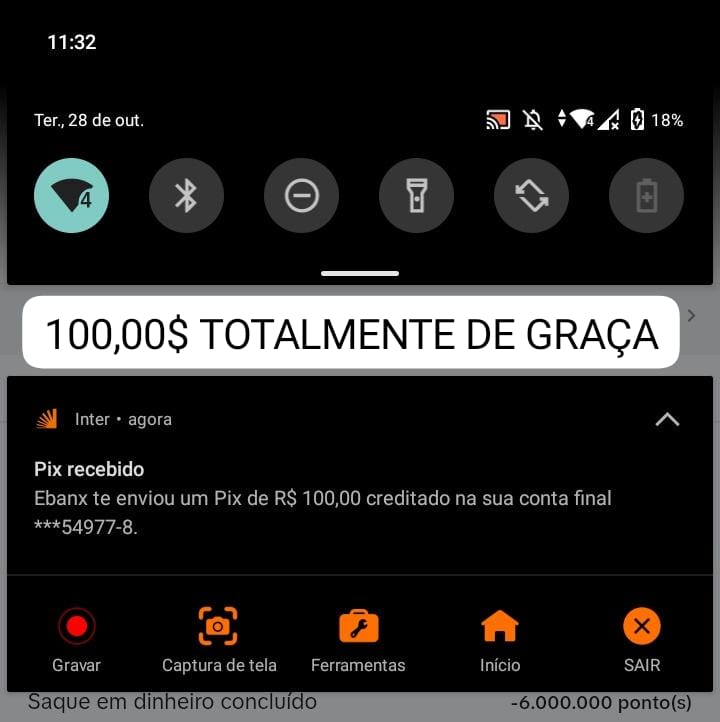 11:32
Ter., 28 de out.
4
18%
4
100,00$ TOTALMENTE DE GRAÇA
Inter • agora
Pix recebido
Ebanx te enviou um Pix de R$ 100,00 creditado na sua conta final
***54977-8.
Gravar
Captura de tela
Ferramentas
Início
SAIR
Saque em dinheiro concluído
-6.000.000 ponto(s)